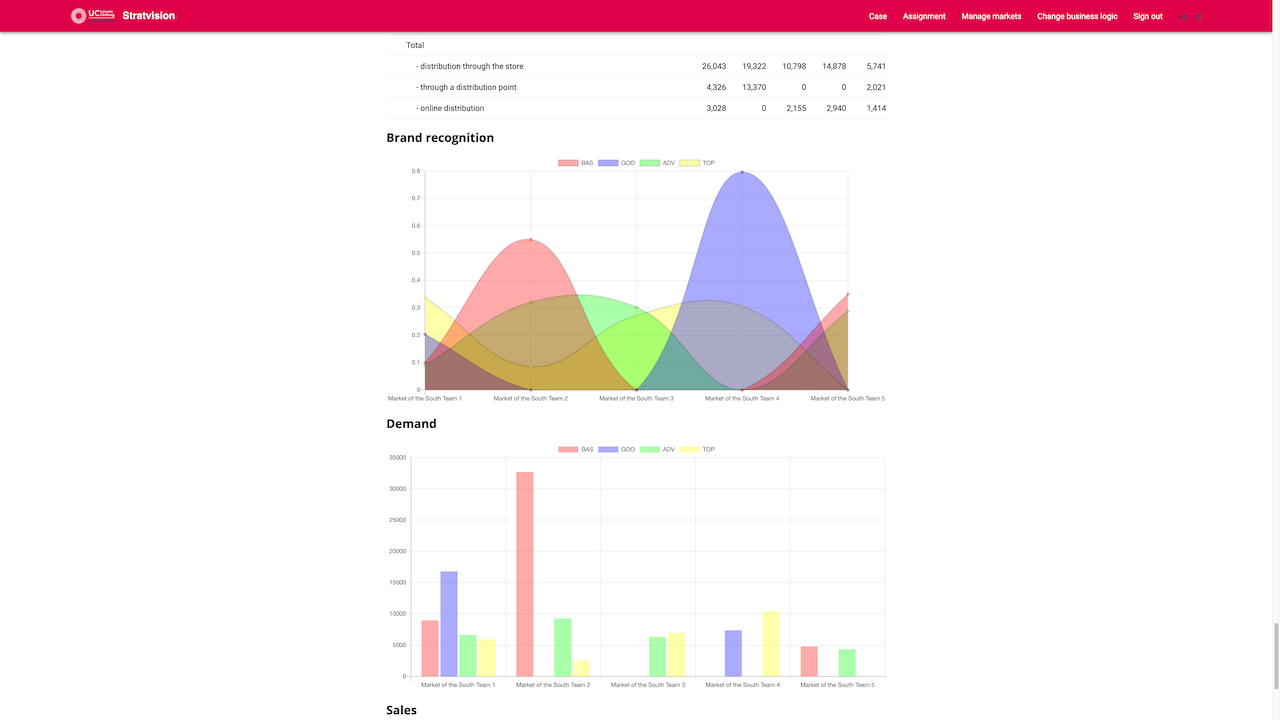 UC Stratvision Case Assignment Manage markets Change business logic Sign out
Total
- distribution through the store 26,043 19,322 10,798 14,878 5,741
- through a distribution point 4,326 13,370 0 0 2,021
- online distribution 3,028 0 2,155 2,940 1,414
Brand recognition
BAS GOO ADV TOP
0.8
0.7
0.6
0.5
0.4
0.3
0.2
0.1
0
Market of the South Team 1 Market of the South Team 2 Market of the South Team 3 Market of the South Team 4 Market of the South Team 5
Demand
BAS GOO ADV TOP
35000
30000
25000
20000
15000
10000
5000
0
Market of the South Team 1 Market of the South Team 2 Market of the South Team 3 Market of the South Team 4 Market of the South Team 5
Sales